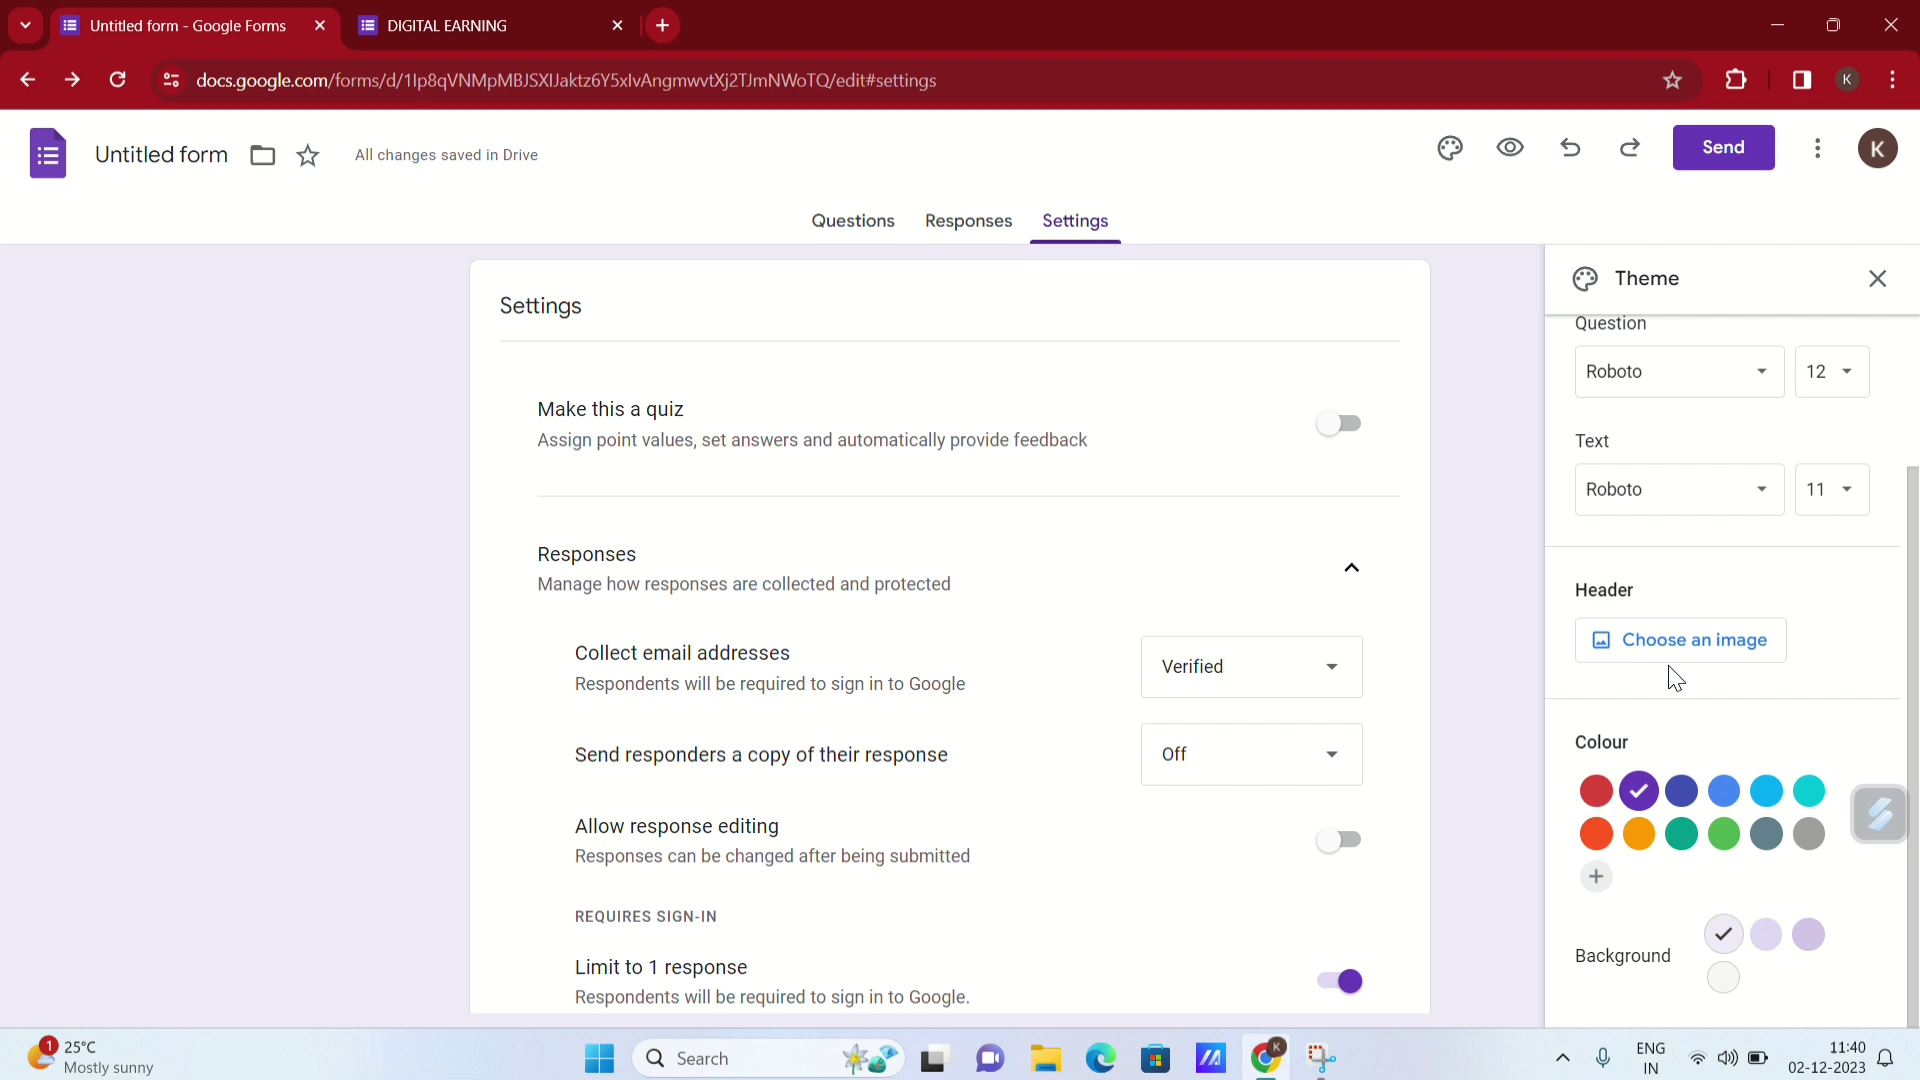 Untitled form - Google Forms
DIGITAL EARNING
docs.google.com/forms/d/1Ip8qVNMpMBJSXIJaktz6Y5xlvAngmwvtXj2TJmNWoTQ/edit#settings
K
Untitled form
All changes saved in Drive
Send
K
Questions
Responses
Settings
Settings
Make this a quiz
Assign point values, set answers and automatically provide feedback
Responses
Manage how responses are collected and protected
Collect email addresses
Respondents will be required to sign in to Google
Verified
Send responders a copy of their response
Off
Allow response editing
Responses can be changed after being submitted
REQUIRES SIGN-IN
Limit to 1 response
Respondents will be required to sign in to Google.
Theme
Question
Roboto
12
Text
Roboto
11
Header
Choose an image
Colour
Background
1
25°C
Mostly sunny
Search
K
ENG
IN
11:40
02-12-2023